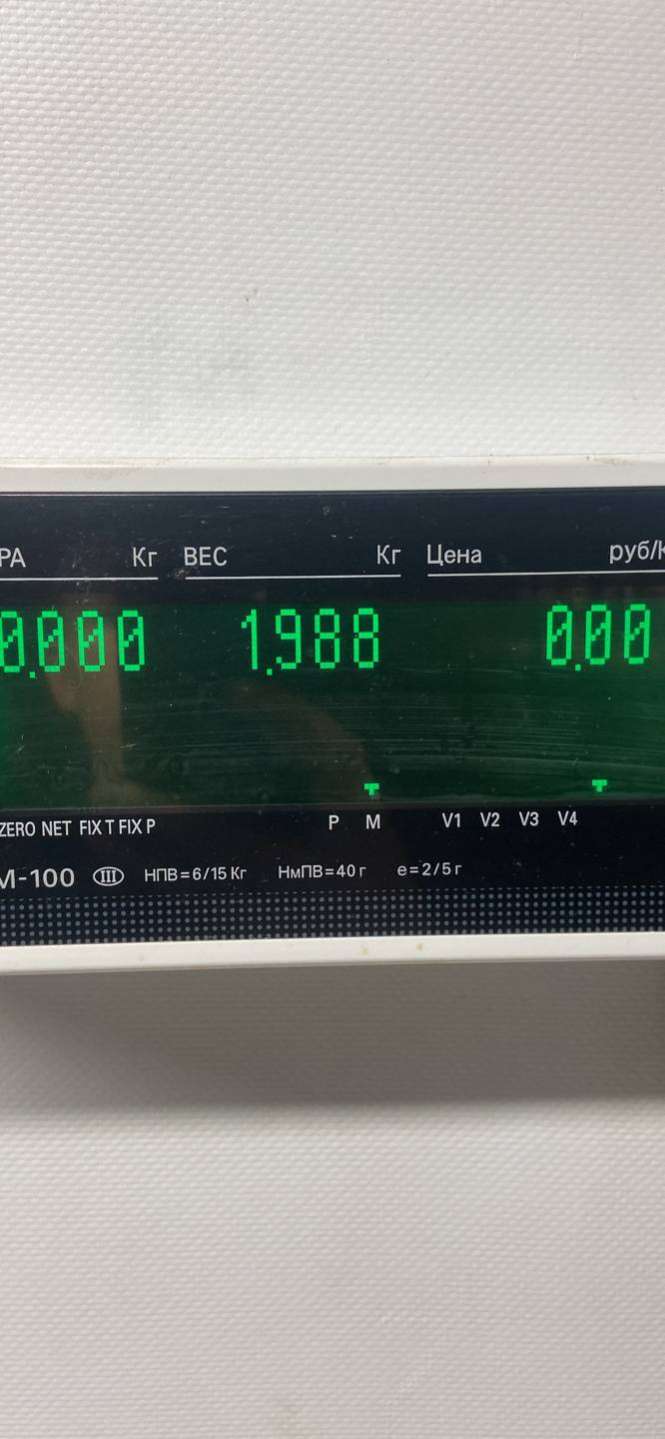 РА Кг ВЕС Кг Цена руб/К
0.000 1.988 0.00
ZERO NET FIX T FIX P P M V1 V2 V3 V4
М-100 III НПВ=6/15 Кг НмПВ=40 г е=2/5 г